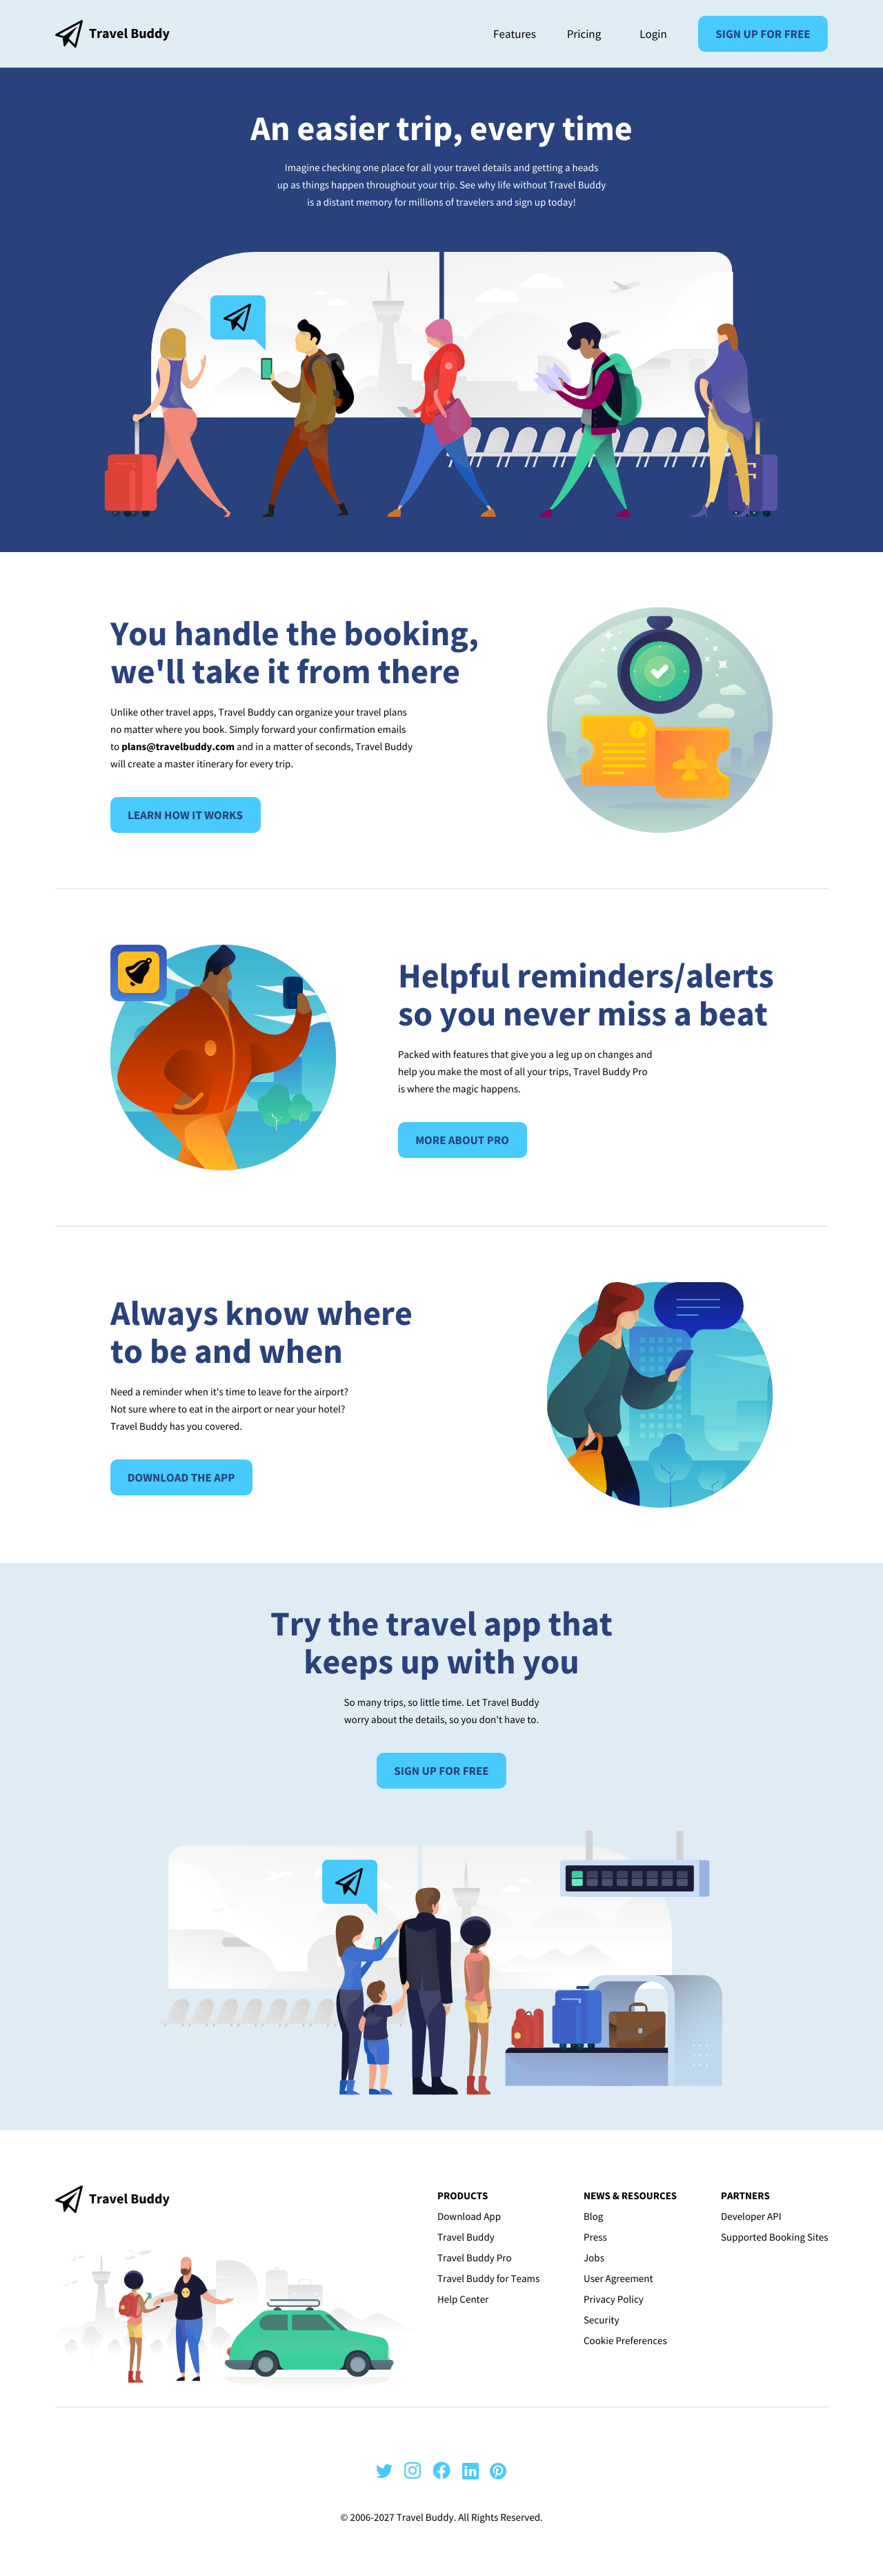 Travel Buddy
Features
Pricing
Login
SIGN UP FOR FREE
An easier trip, every time
Imagine checking one place for all your travel details and getting a heads
up as things happen throughout your trip. See why life without Travel Buddy
is a distant memory for millions of travelers and sign up today!
You handle the booking,
we'll take it from there
Unlike other travel apps, Travel Buddy can organize your travel plans
no matter where you book. Simply forward your confirmation emails
to plans@travelbuddy.com and in a matter of seconds, Travel Buddy
will create a master itinerary for every trip.
LEARN HOW IT WORKS
Helpful reminders/alerts
so you never miss a beat
Packed with features that give you a leg up on changes and
help you make the most of all your trips, Travel Buddy Pro
is where the magic happens.
MORE ABOUT PRO
Always know where
to be and when
Need a reminder when it's time to leave for the airport?
Not sure where to eat in the airport or near your hotel?
Travel Buddy has you covered.
DOWNLOAD THE APP
Try the travel app that
keeps up with you
So many trips, so little time. Let Travel Buddy
worry about the details, so you don't have to.
SIGN UP FOR FREE
Travel Buddy
PRODUCTS
Download App
Travel Buddy
Travel Buddy Pro
Travel Buddy for Teams
Help Center
NEWS & RESOURCES
Blog
Press
Jobs
User Agreement
Privacy Policy
Security
Cookie Preferences
PARTNERS
Developer API
Supported Booking Sites
© 2006-2027 Travel Buddy. All Rights Reserved.